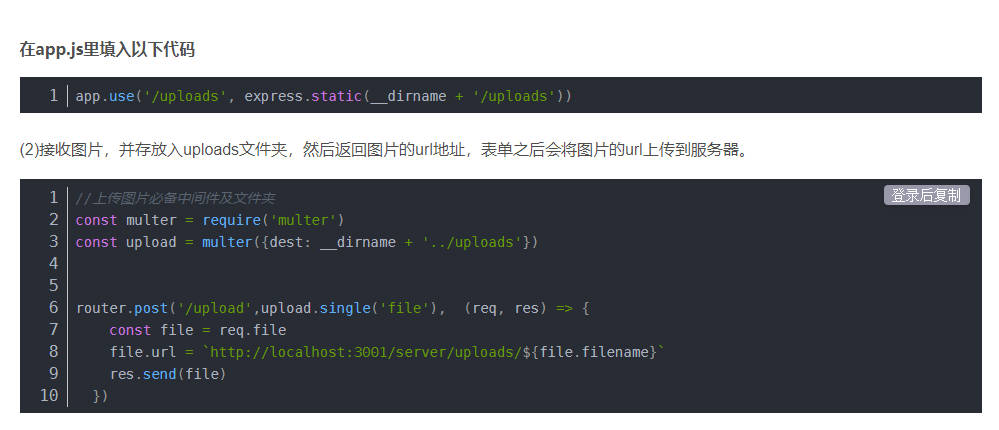 在app.js里填入以下代码
1 app.use('/uploads', express.static(__dirname + '/uploads'))
(2)接收图片，并存放入uploads文件夹，然后返回图片的url地址，表单之后会将图片的url上传到服务器。
登录后复制
1 //上传图片必备中间件及文件夹
2 const multer = require('multer')
3 const upload = multer({dest: __dirname + '../uploads'})
4
5
6 router.post('/upload',upload.single('file'),  (req, res) => {
7     const file = req.file
8     file.url = `http://localhost:3001/server/uploads/${file.filename}`
9     res.send(file)
10   })